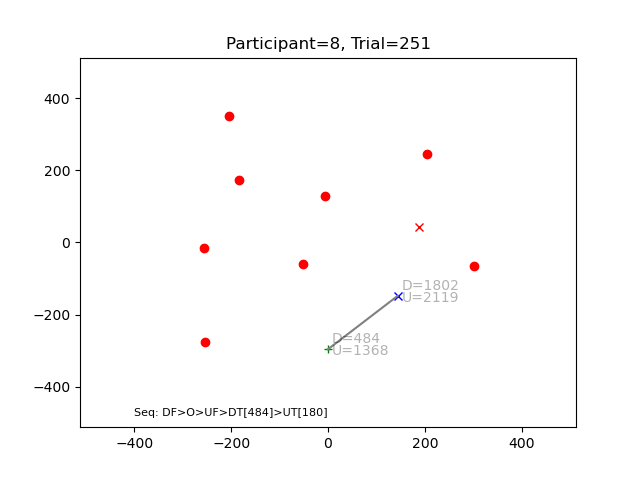 Participant=8, Trial=251
400
200
0
−200
−400
D=1802
U=2119
D=484
U=1368
Seq: DF>O>UF>DT[484]>UT[180]
−400
−200
0
200
400